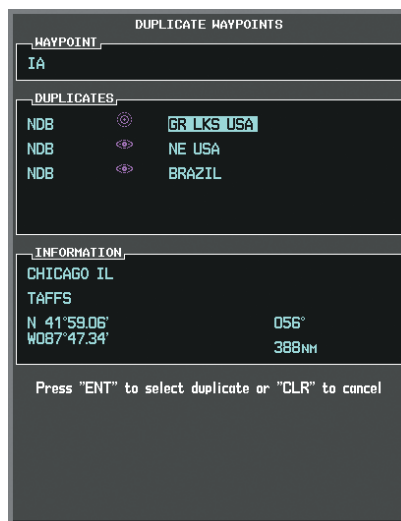 DUPLICATE WAYPOINTS
WAYPOINT
IA
DUPLICATES
NDB GR LKS USA
NDB NE USA
NDB BRAZIL
INFORMATION
CHICAGO IL
TAFFS
N 41°59.06' 056°
W087°47.34' 388NM
Press "ENT" to select duplicate or "CLR" to cancel